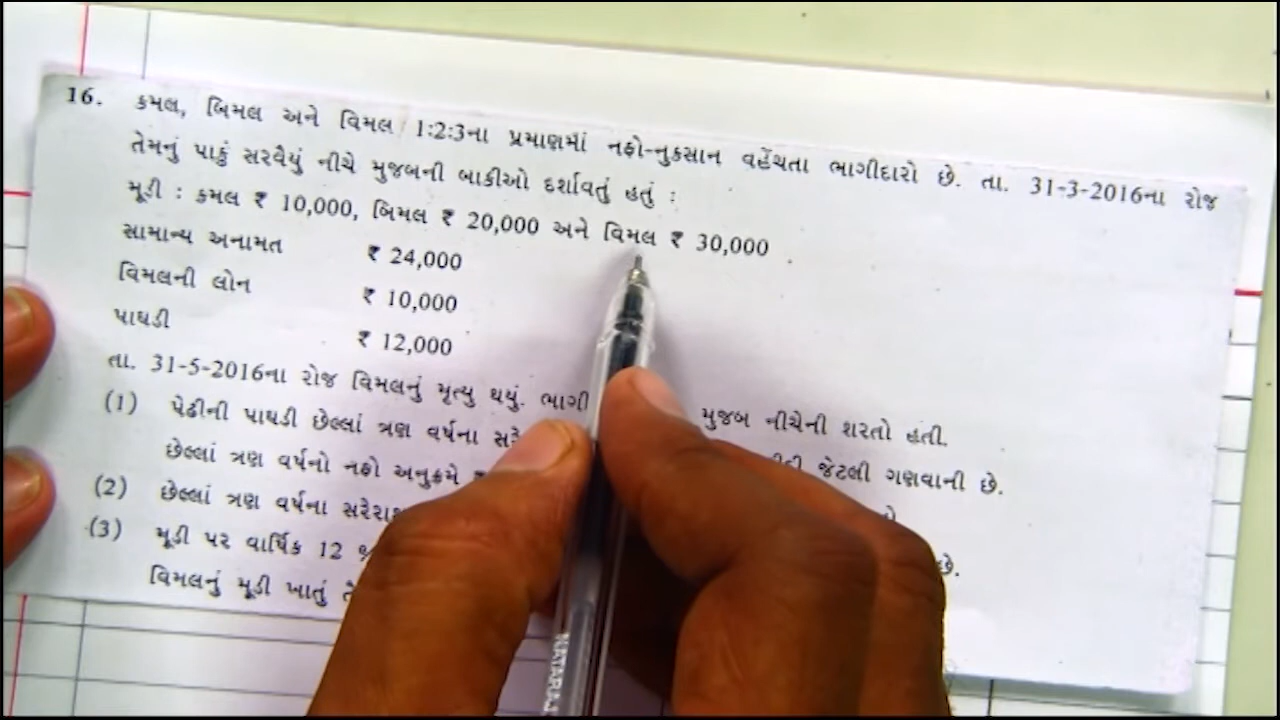 16. કમલ, બિમલ અને વિમલ 1:2:3ના પ્રમાણમાં નફો-નુકસાન વહેંચતા ભાગીદારો છે. તા. 31-3-2016ના રોજ
તેમનું પાકું સરવૈયું નીચે મુજબની બાકીઓ દર્શાવતું હતું :
મૂડી : કમલ ₹ 10,000, બિમલ ₹ 20,000 અને વિમલ ₹ 30,000
સામાન્ય અનામત ₹ 24,000
વિમલની લોન ₹ 10,000
પાઘડી ₹ 12,000
તા. 31-5-2016ના રોજ વિમલનું મૃત્યુ થયું. ભાગી મુજબ નીચેની શરતો હતી.
(1) પેઢીની પાઘડી છેલ્લાં ત્રણ વર્ષના જેટલી ગણવાની છે.
છેલ્લાં ત્રણ વર્ષનો નફો અનુક્રમે
(2) છેલ્લાં ત્રણ વર્ષના
(3) મૂડી પર વાર્ષિક 12 % છે.
વિમલનું મૂડી ખાતું
NATARAJ